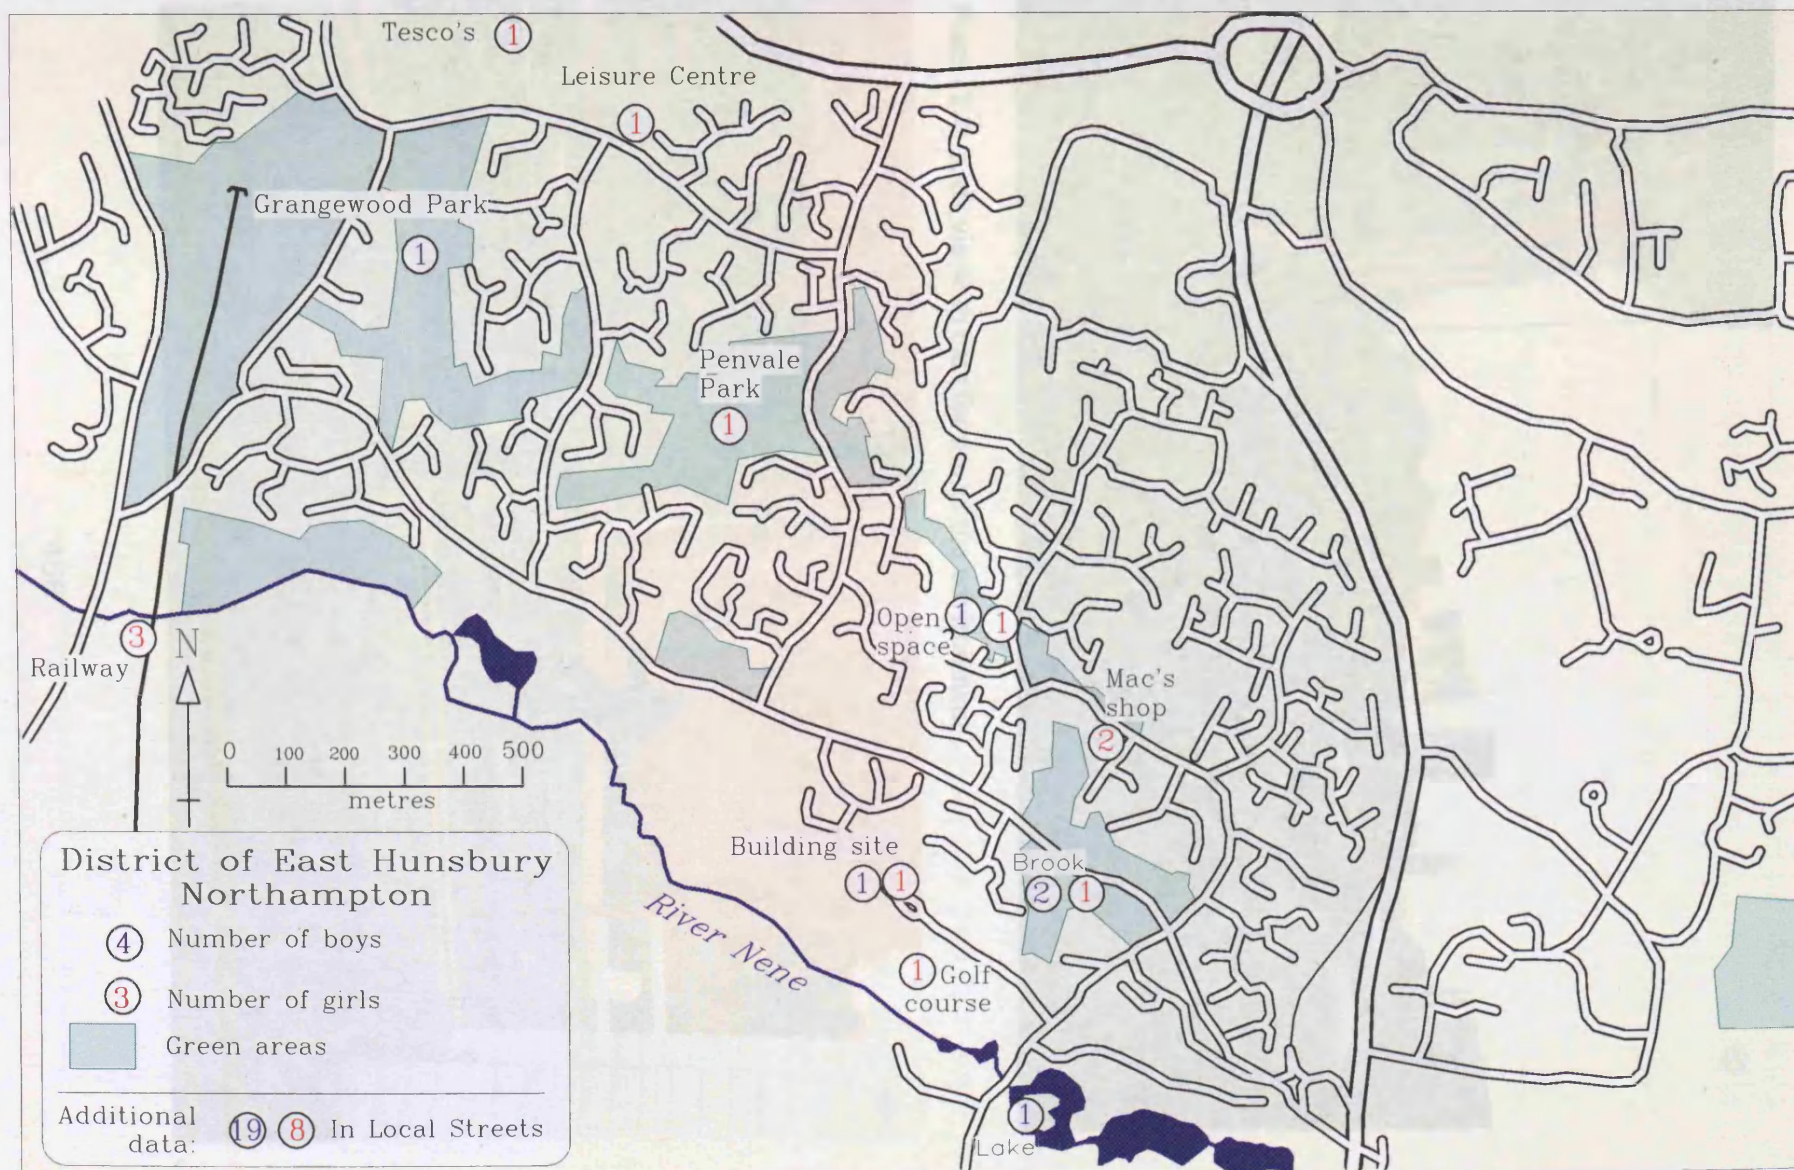 Tesco's 1
Leisure Centre
1
Grangewood Park
1
Penvale
Park
1
Open 1 1
space
Mac's
shop
2
3
Railway
N
0 100 200 300 400 500
metres
Building site
1 1
Brook
2 1
River Nene
1 Golf
course
1
Lake
District of East Hunsbury
Northampton
4 Number of boys
3 Number of girls
Green areas
Additional
data: 19 8 In Local Streets